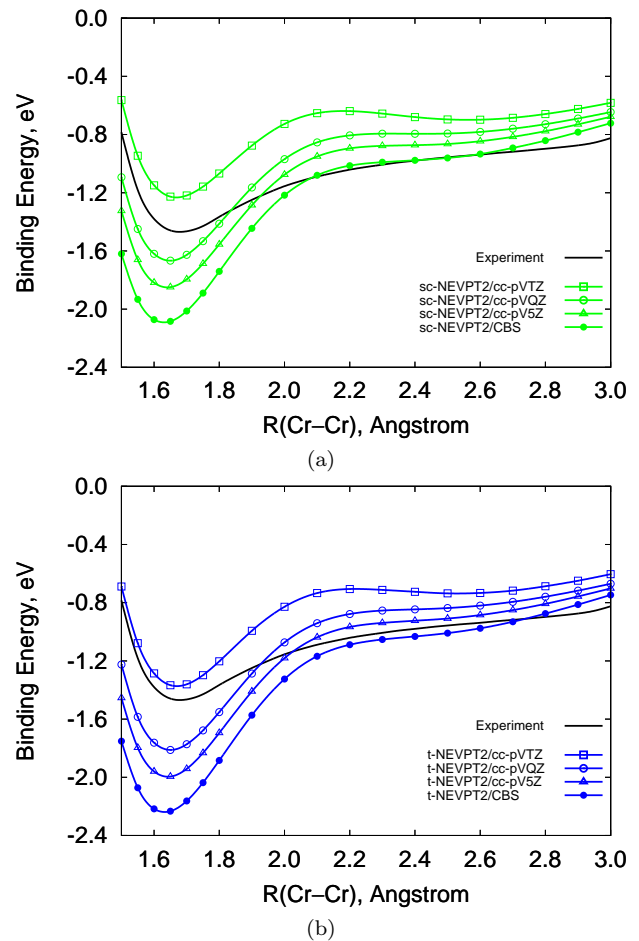 0.0
-0.4
-0.8
-1.2
-1.6
-2.0
-2.4
Binding Energy, eV
Experiment
sc-NEVPT2/cc-pVTZ
sc-NEVPT2/cc-pVQZ
sc-NEVPT2/cc-pV5Z
sc-NEVPT2/CBS
1.6 1.8 2.0 2.2 2.4 2.6 2.8 3.0
R(Cr–Cr), Angstrom
(a)
0.0
-0.4
-0.8
-1.2
-1.6
-2.0
-2.4
Binding Energy, eV
Experiment
t-NEVPT2/cc-pVTZ
t-NEVPT2/cc-pVQZ
t-NEVPT2/cc-pV5Z
t-NEVPT2/CBS
1.6 1.8 2.0 2.2 2.4 2.6 2.8 3.0
R(Cr–Cr), Angstrom
(b)